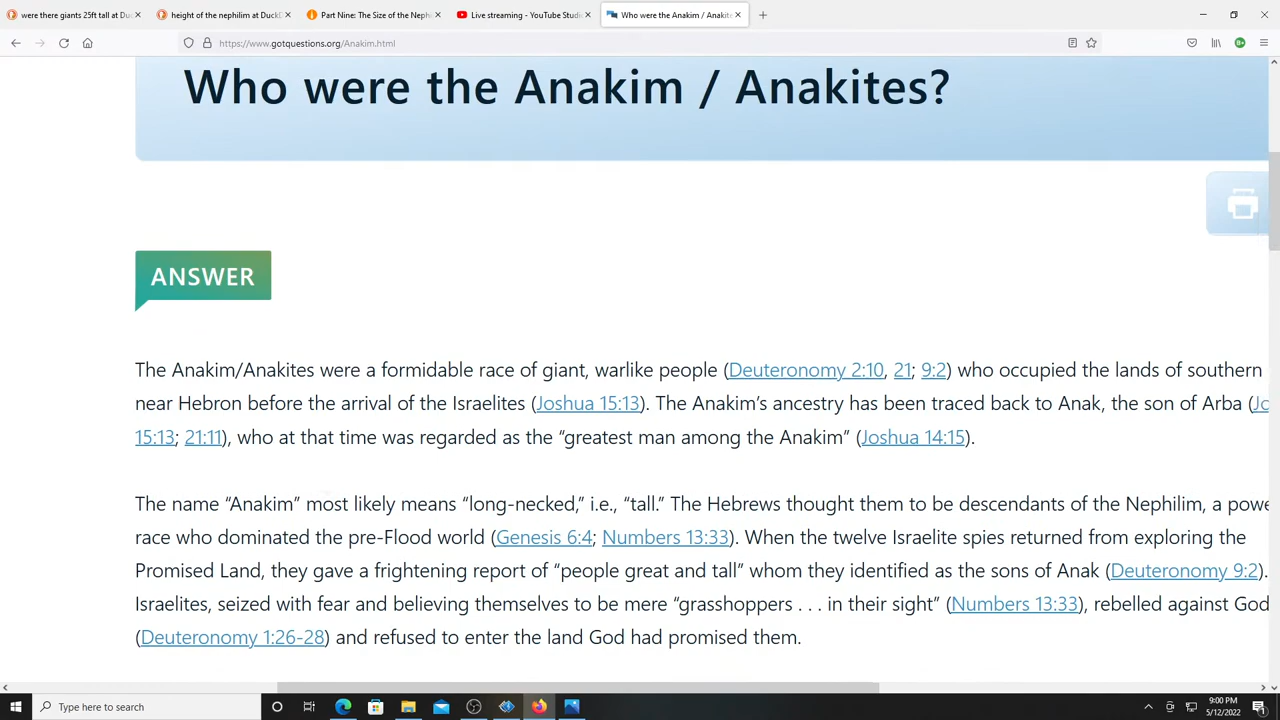 were there giants 25ft tall at Duc
height of the nephilim at DuckD
Part Nine: The Size of the Neph
Live streaming - YouTube Studi
Who were the Anakim / Anakite
https://www.gotquestions.org/Anakim.html
Who were the Anakim / Anakites?
ANSWER
The Anakim/Anakites were a formidable race of giant, warlike people (Deuteronomy 2:10, 21; 9:2) who occupied the lands of southern
near Hebron before the arrival of the Israelites (Joshua 15:13). The Anakim’s ancestry has been traced back to Anak, the son of Arba (Jo
15:13; 21:11), who at that time was regarded as the “greatest man among the Anakim” (Joshua 14:15).
The name “Anakim” most likely means “long-necked,” i.e., “tall.” The Hebrews thought them to be descendants of the Nephilim, a powe
race who dominated the pre-Flood world (Genesis 6:4; Numbers 13:33). When the twelve Israelite spies returned from exploring the
Promised Land, they gave a frightening report of “people great and tall” whom they identified as the sons of Anak (Deuteronomy 9:2).
Israelites, seized with fear and believing themselves to be mere “grasshoppers . . . in their sight” (Numbers 13:33), rebelled against God
(Deuteronomy 1:26-28) and refused to enter the land God had promised them.
Type here to search
9:00 PM
5/12/2022